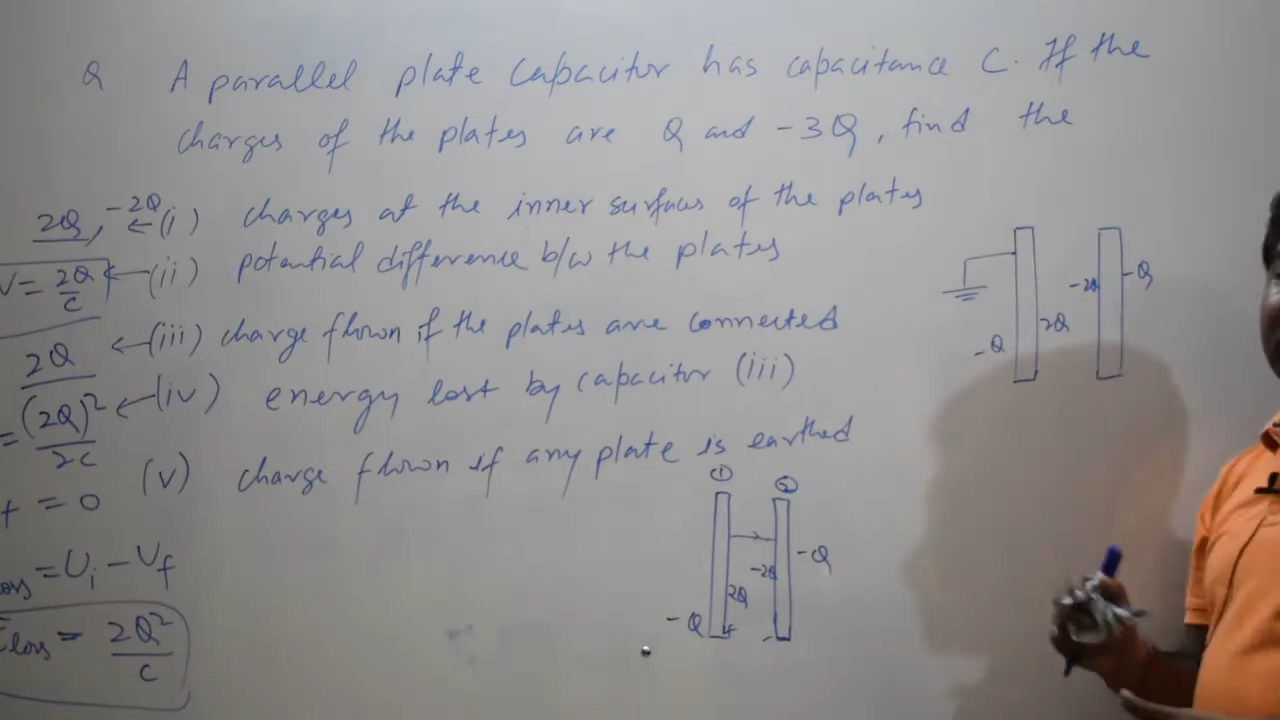 Q A parallel plate capacitor has capacitance C. If the
charges of the plates are Q and -3Q, find the
2Q, -2Q ← (i) charges at the inner surfaces of the plates
V = 2Q/C ← (ii) potential difference b/w the plates
2Q ← (iii) charge flown if the plates are connected
= (2Q)²/2C ← (iv) energy lost by capacitor (iii)
(v) charge flown if any plate is earthed
= 0
= Ui - Uf
loss = 2Q²/C
-Q 2Q -2Q -Q
① ②
-Q 2Q -2Q -Q
+ -